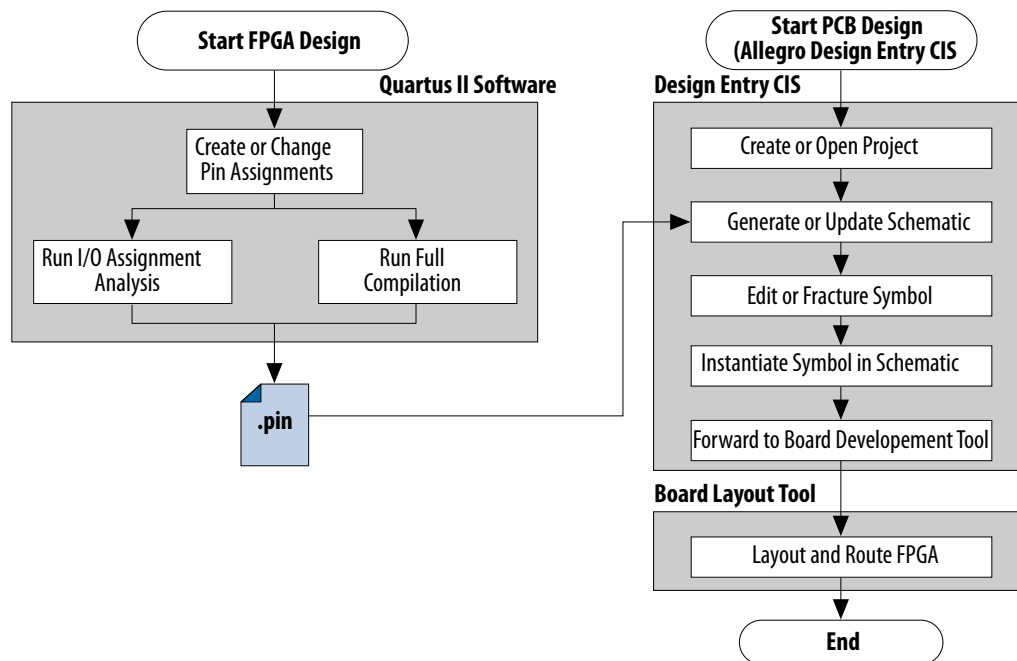 Start FPGA Design
Quartus II Software
Create or Change
Pin Assignments
Run I/O Assignment
Analysis
Run Full
Compilation
.pin
Start PCB Design
(Allegro Design Entry CIS
Design Entry CIS
Create or Open Project
Generate or Update Schematic
Edit or Fracture Symbol
Instantiate Symbol in Schematic
Forward to Board Developement Tool
Board Layout Tool
Layout and Route FPGA
End